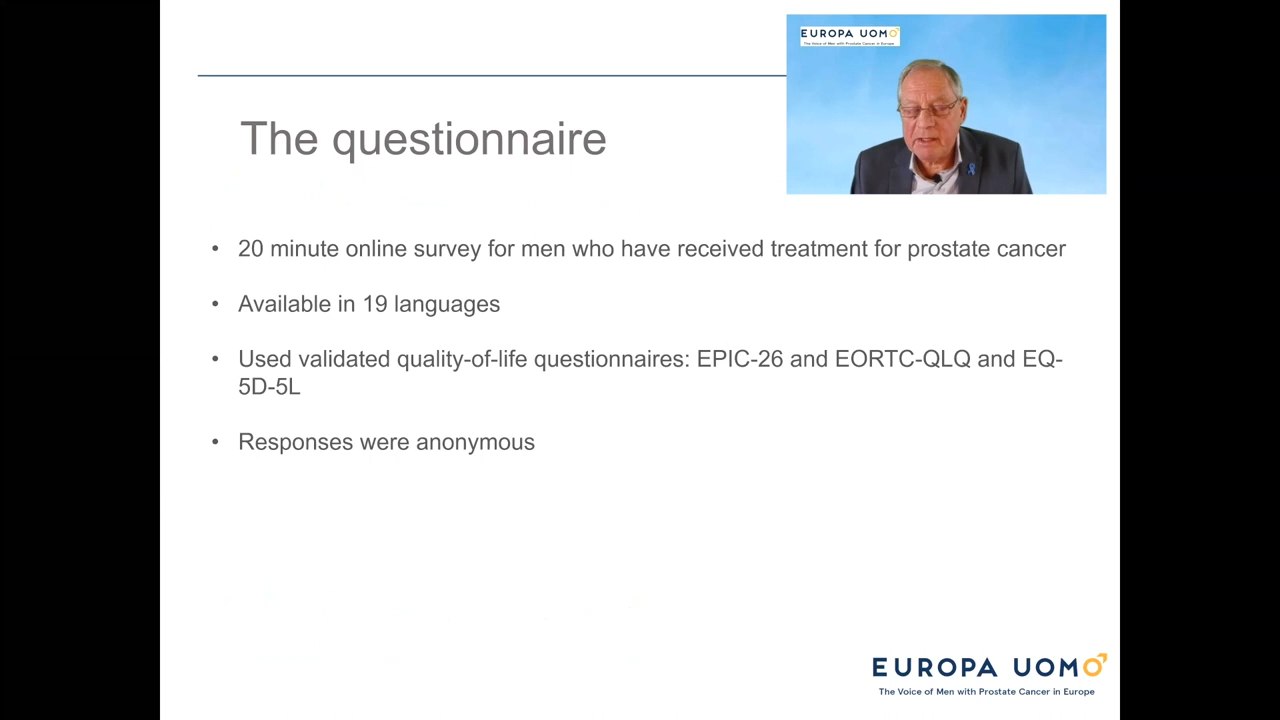 EUROPA UOMO
The Voice of Men with Prostate Cancer in Europe
The questionnaire
• 20 minute online survey for men who have received treatment for prostate cancer
• Available in 19 languages
• Used validated quality-of-life questionnaires: EPIC-26 and EORTC-QLQ and EQ-
5D-5L
• Responses were anonymous
EUROPA UOMO
The Voice of Men with Prostate Cancer in Europe